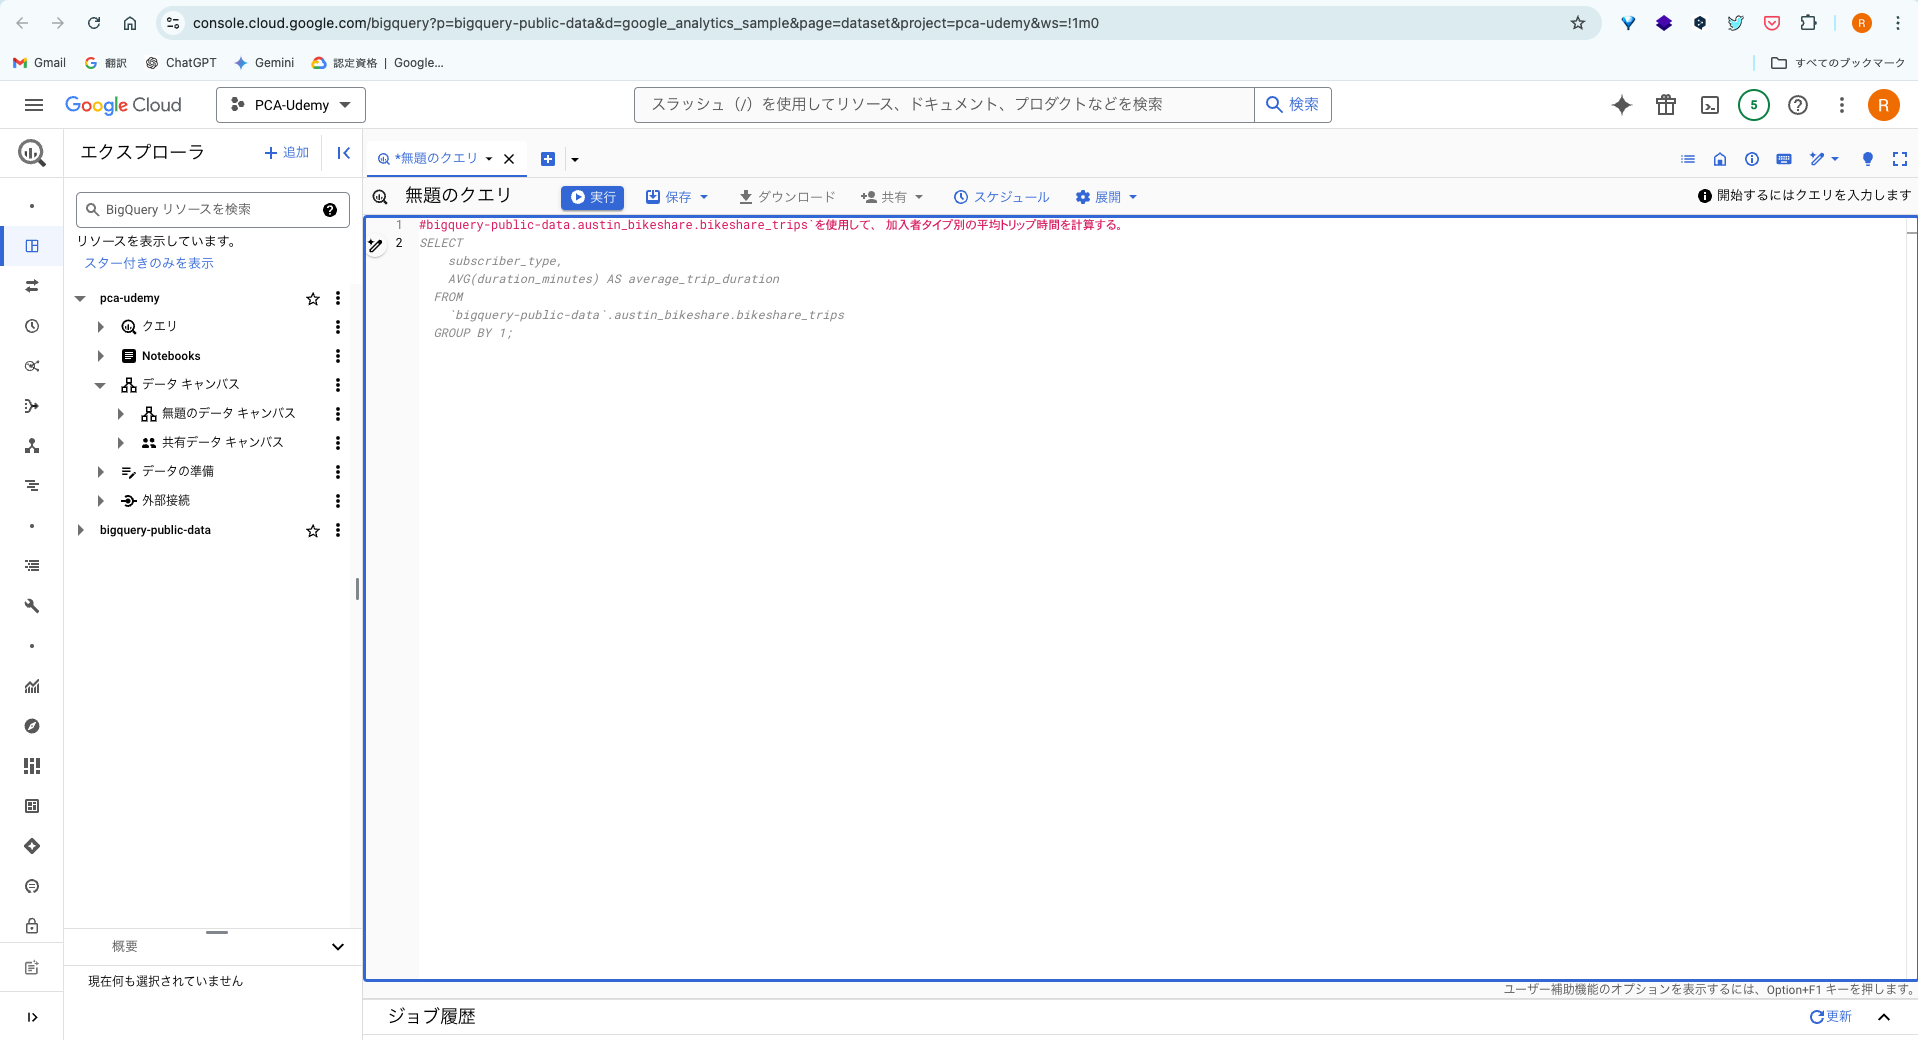 console.cloud.google.com/bigquery?p=bigquery-public-data&d=google_analytics_sample&page=dataset&project=pca-udemy&ws=!1m0
R
Gmail
翻訳
ChatGPT
Gemini
認定資格 | Google...
すべてのブックマーク
Google Cloud
PCA-Udemy
スラッシュ（/）を使用してリソース、ドキュメント、プロダクトなどを検索
検索
5
R
エクスプローラ
追加
*無題のクエリ
BigQuery リソースを検索
無題のクエリ
実行
保存
ダウンロード
共有
スケジュール
展開
開始するにはクエリを入力します
リソースを表示しています。
スター付きのみを表示
pca-udemy
クエリ
Notebooks
データ キャンバス
無題のデータ キャンバス
共有データ キャンバス
データの準備
外部接続
bigquery-public-data
1 #bigquery-public-data.austin_bikeshare.bikeshare_trips`を使用して、 加入者タイプ別の平均トリップ時間を計算する。
2 SELECT
subscriber_type,
AVG(duration_minutes) AS average_trip_duration
FROM
`bigquery-public-data`.austin_bikeshare.bikeshare_trips
GROUP BY 1;
概要
現在何も選択されていません
ユーザー補助機能のオプションを表示するには、Option+F1 キーを押します。
ジョブ履歴
更新